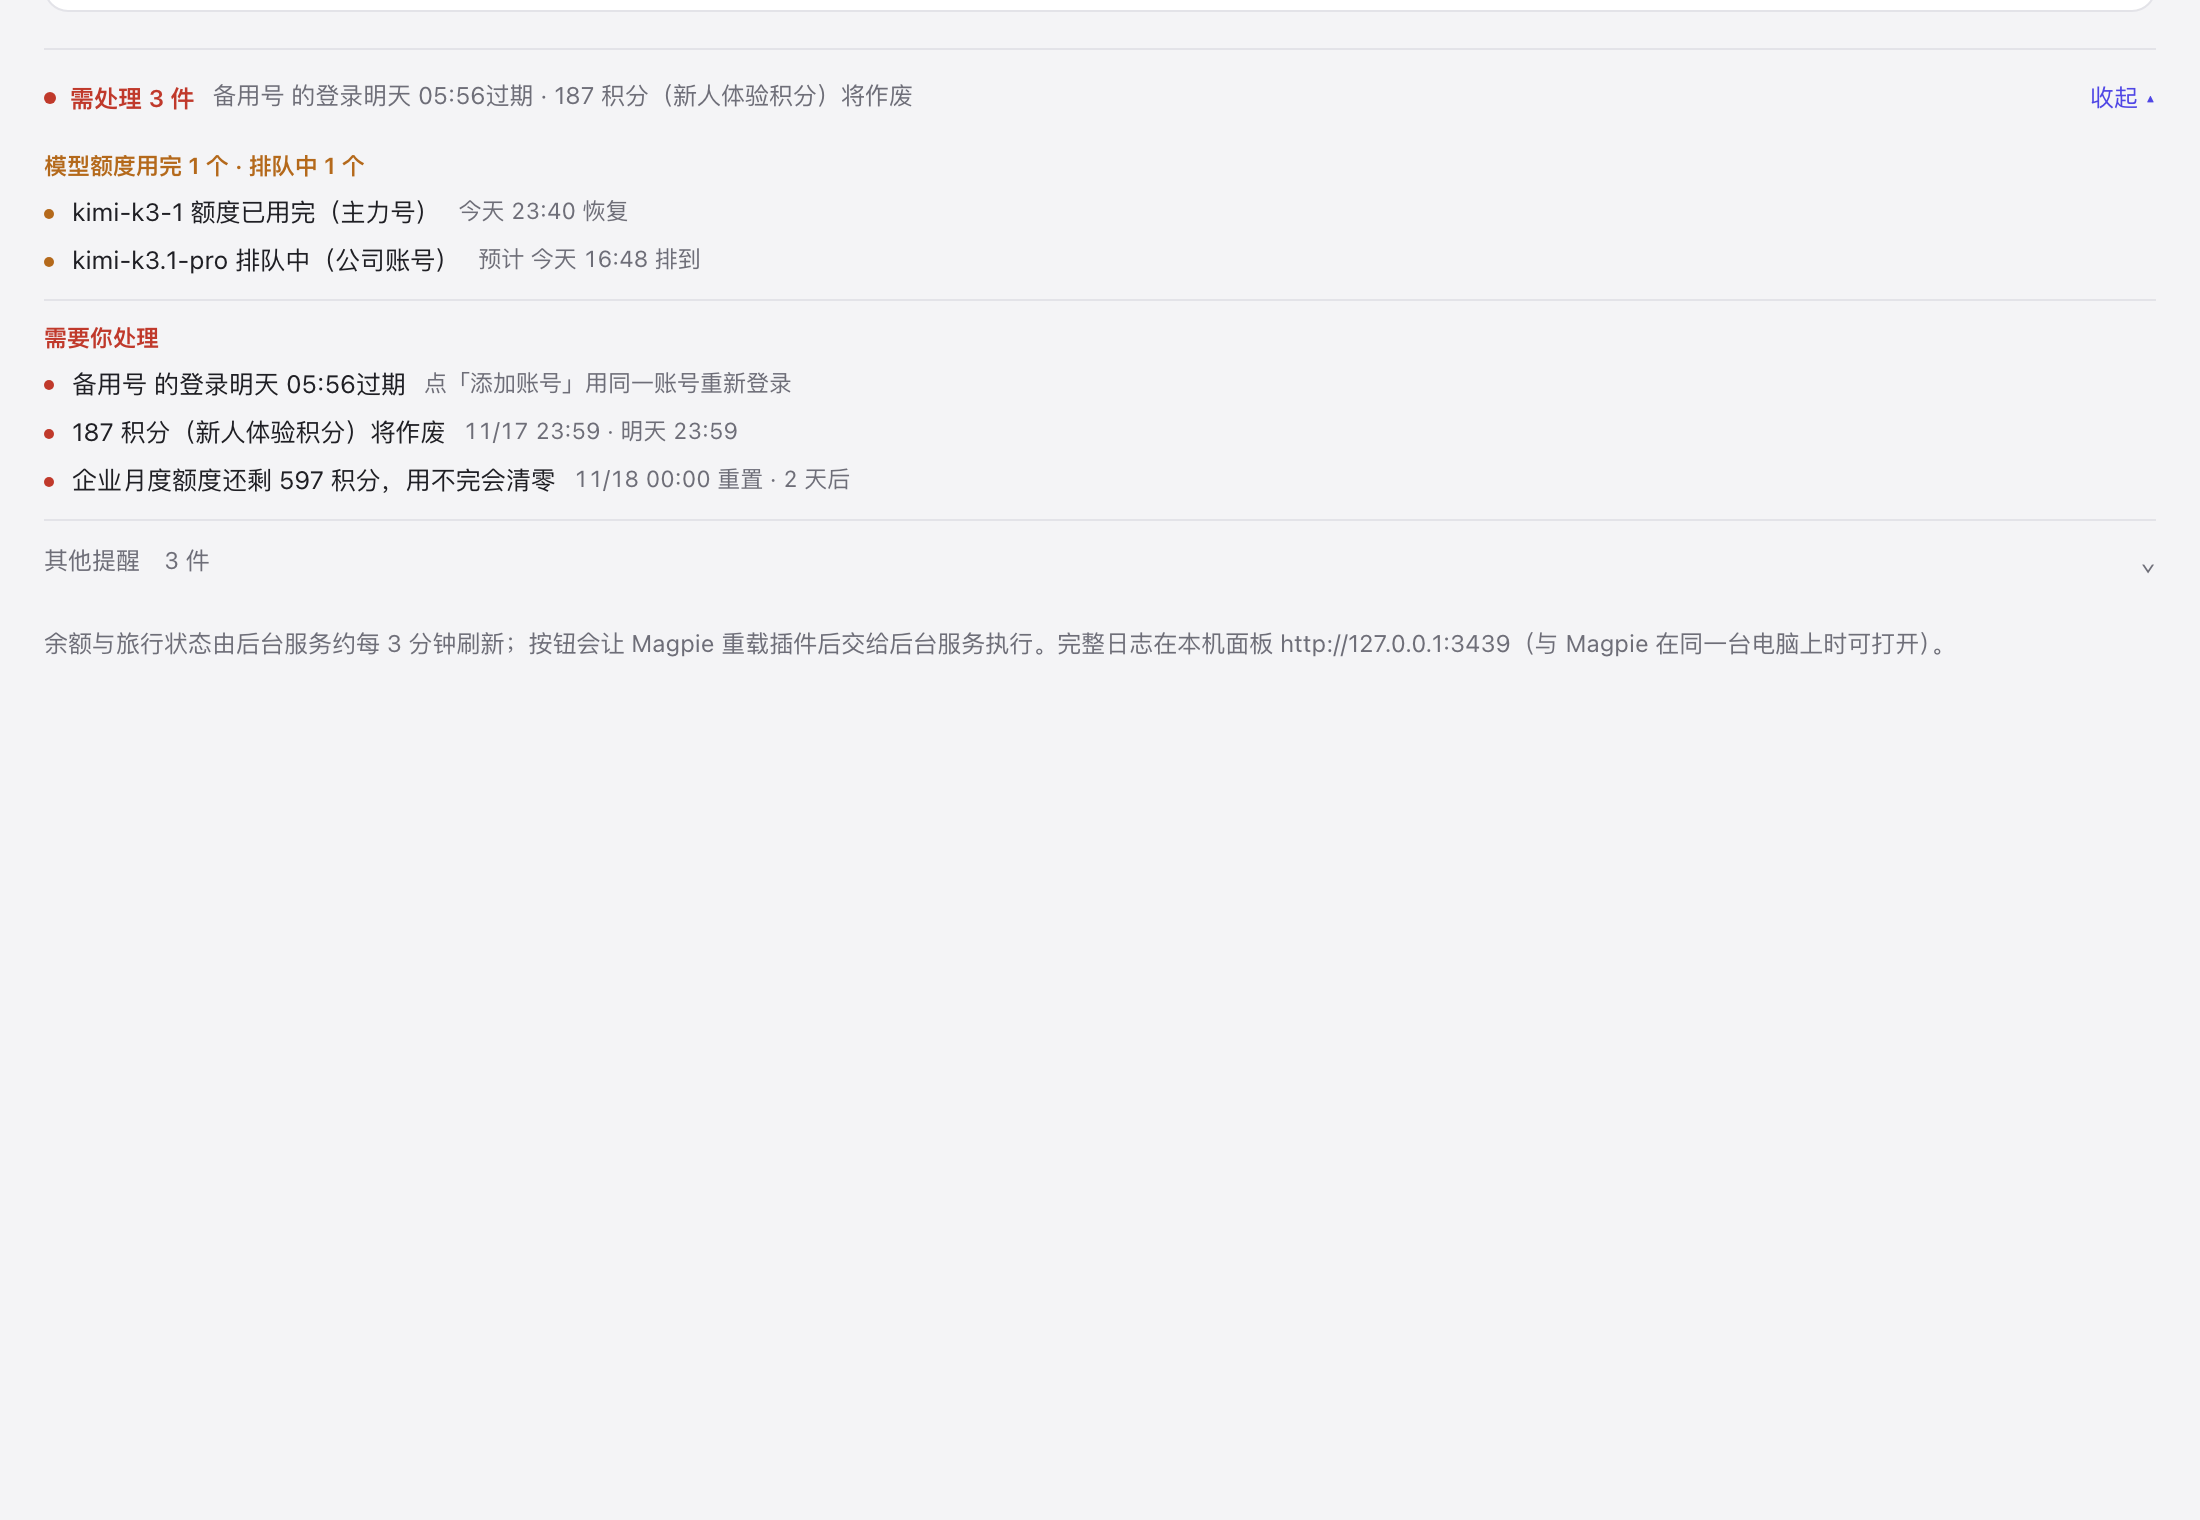 需处理 3 件 备用号 的登录明天 05:56过期 · 187 积分（新人体验积分）将作废 收起
模型额度用完 1 个 · 排队中 1 个
kimi-k3-1 额度已用完（主力号） 今天 23:40 恢复
kimi-k3.1-pro 排队中（公司账号） 预计 今天 16:48 排到
需要你处理
备用号 的登录明天 05:56过期 点「添加账号」用同一账号重新登录
187 积分（新人体验积分）将作废 11/17 23:59 · 明天 23:59
企业月度额度还剩 597 积分，用不完会清零 11/18 00:00 重置 · 2 天后
其他提醒 3 件
余额与旅行状态由后台服务约每 3 分钟刷新；按钮会让 Magpie 重载插件后交给后台服务执行。完整日志在本机面板 http://127.0.0.1:3439（与 Magpie 在同一台电脑上时可打开）。